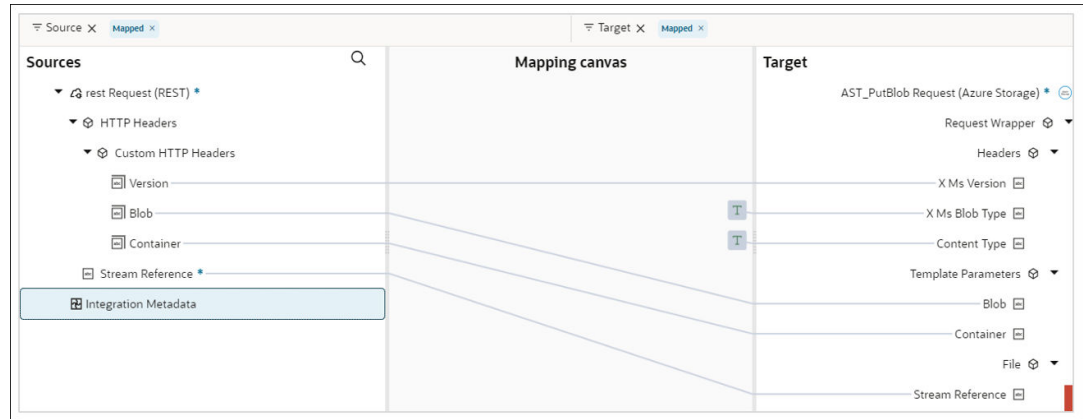 Source × Mapped ×
Target × Mapped ×
Sources
Mapping canvas
Target
rest Request (REST) *
HTTP Headers
Custom HTTP Headers
Version
Blob
Container
Stream Reference *
Integration Metadata
T
T
AST_PutBlob Request (Azure Storage) *
Request Wrapper
Headers
X Ms Version
X Ms Blob Type
Content Type
Template Parameters
Blob
Container
File
Stream Reference